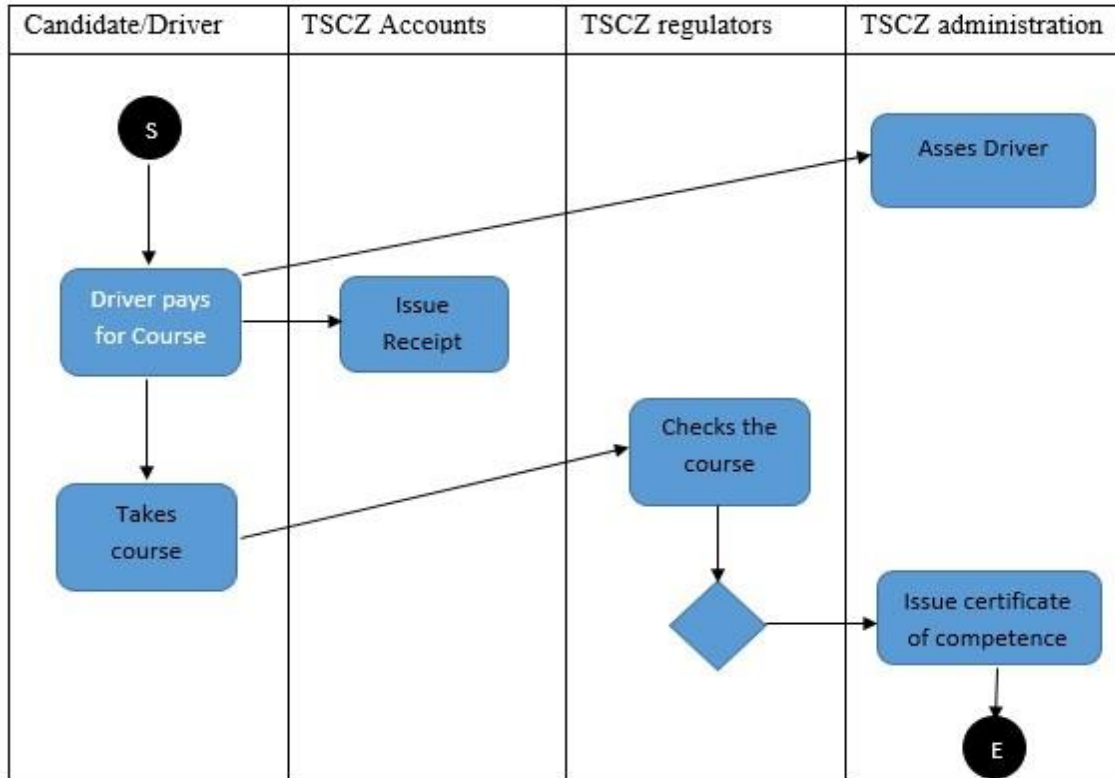 Candidate/Driver
TSCZ Accounts
TSCZ regulators
TSCZ administration
S
Asses Driver
Driver pays
for Course
Issue
Receipt
Checks the
course
Takes
course
Issue certificate
of competence
E